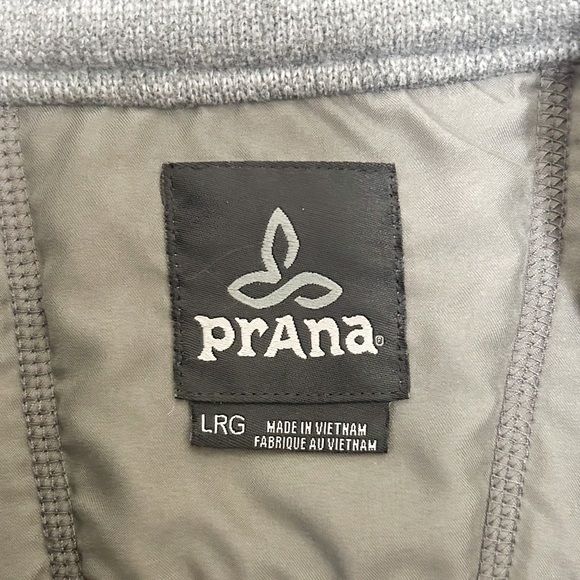 prAna
LRG
MADE IN VIETNAM
FABRIQUE AU VIETNAM